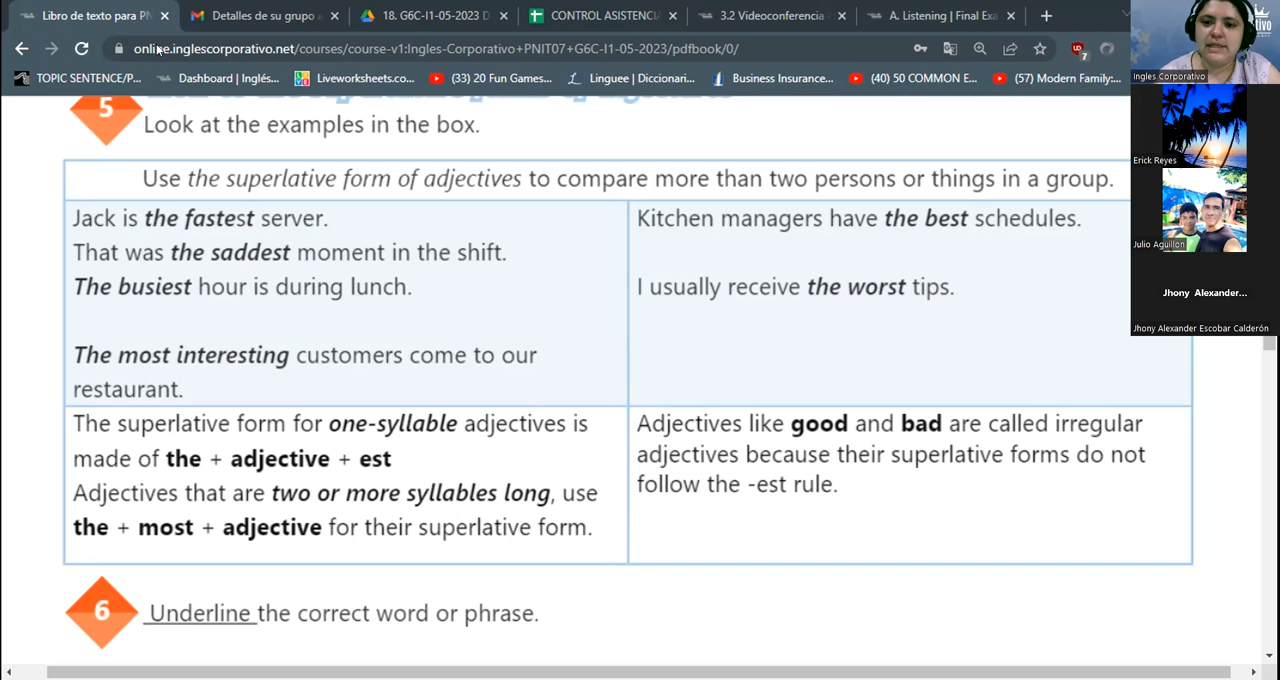 Libro de texto para PN
Detalles de su grupo a
18. G6C-I1-05-2023 D
CONTROL ASISTENCI
3.2 Videoconferencia
A. Listening | Final Exa
online.inglescorporativo.net/courses/course-v1:Ingles-Corporativo+PNIT07+G6C-I1-05-2023/pdfbook/0/
7
TOPIC SENTENCE/P...
Dashboard | Inglés...
Liveworksheets.co...
(33) 20 Fun Games...
Linguee | Diccionari...
Business Insurance...
(40) 50 COMMON E...
(57) Modern Family:...
Ingles Corporativo
Erick Reyes
Julio Aguillon
Jhony Alexander...
Jhony Alexander Escobar Calderón
5
Look at the examples in the box.
Use the superlative form of adjectives to compare more than two persons or things in a group.
Jack is the fastest server.
That was the saddest moment in the shift.
The busiest hour is during lunch.
The most interesting customers come to our
restaurant.
Kitchen managers have the best schedules.
I usually receive the worst tips.
The superlative form for one-syllable adjectives is
made of the + adjective + est
Adjectives that are two or more syllables long, use
the + most + adjective for their superlative form.
Adjectives like good and bad are called irregular
adjectives because their superlative forms do not
follow the -est rule.
6
Underline the correct word or phrase.